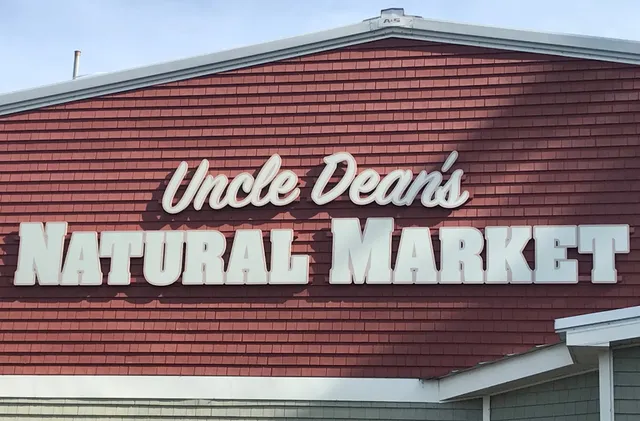 Uncle Dean's
NATURAL MARKET